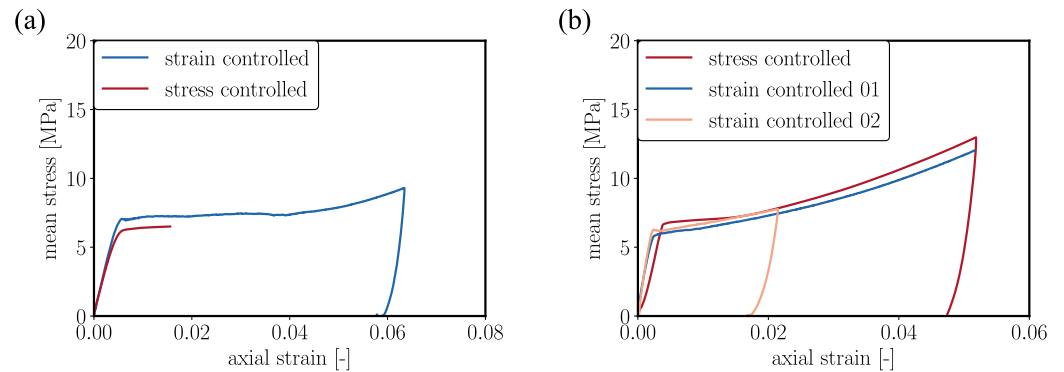 (a)
20
15
10
5
0
mean stress [MPa]
strain controlled
stress controlled
0.00 0.02 0.04 0.06 0.08
axial strain [-]
(b)
20
15
10
5
0
mean stress [MPa]
stress controlled
strain controlled 01
strain controlled 02
0.00 0.02 0.04 0.06
axial strain [-]